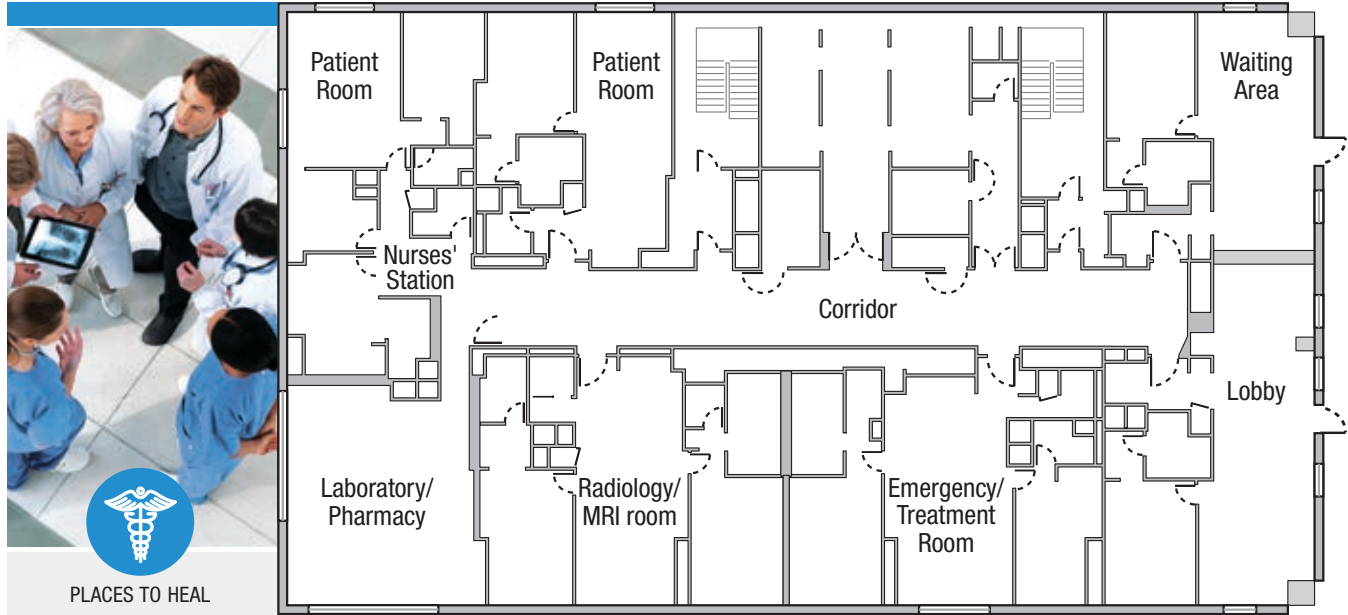 Patient
Room
Patient
Room
Waiting
Area
Nurses'
Station
Corridor
Lobby
Laboratory/
Pharmacy
Radiology/
MRI room
Emergency/
Treatment
Room
PLACES TO HEAL